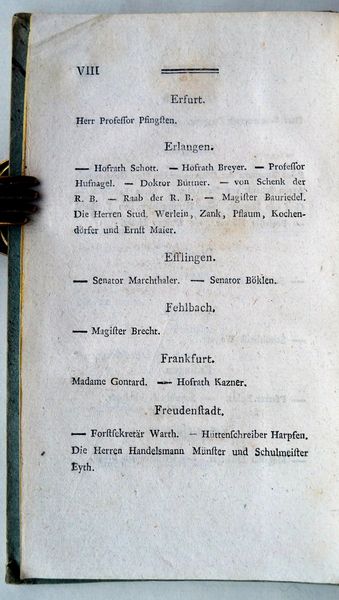 VIII
Erfurt.
Herr Profeſſor Pfingſten.
Erlangen.
— Hofrath Schott. — Hofrath Breyer. — Profeſſor
Hufnagel. — Doktor Büttner. — von Schenk der
R. B. — Raab der R. B. — Magiſter Bauriedel.
Die Herren Stud. Werlein, Zank, Pflaum, Kochen-
dörfer und Ernſt Maier.
Eſſlingen.
— Senator Marchthaler. — Senator Böklen.
Fehlbach.
— Magiſter Brecht.
Frankfurt.
Madame Gontard. — Hofrath Kazner.
Freudenſtadt.
— Forſtſekretär Warth. — Hüttenſchreiber Harpfen.
Die Herren Handelsmann Münſter und Schulmeiſter
Eyth.